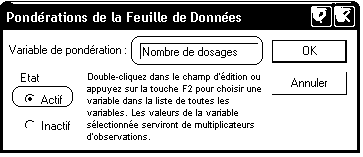 Pondérations de la Feuille de Données
Variable de pondération :
Nombre de dosages
OK
Annuler
Etat
Actif
Inactif
Double-cliquez dans le champ d'édition ou
appuyez sur la touche F2 pour choisir une
variable dans la liste de toutes les
variables. Les valeurs de la variable
sélectionnée serviront de multiplicateurs
d'observations.